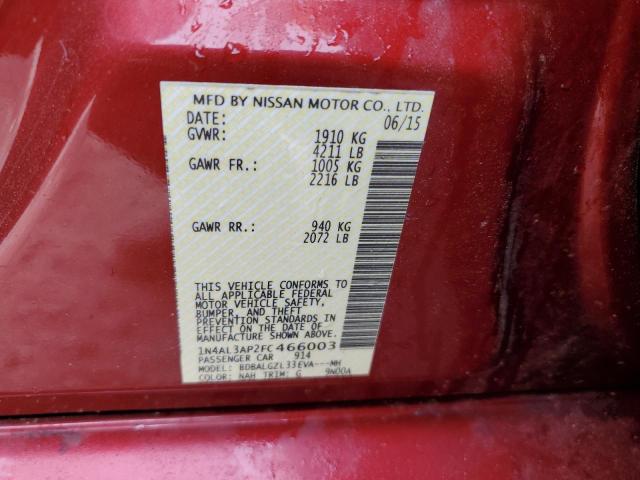 MFD BY NISSAN MOTOR CO., LTD.
DATE: 06/15
GVWR: 1910 KG
4211 LB
GAWR FR.: 1005 KG
2216 LB
GAWR RR.: 940 KG
2072 LB
THIS VEHICLE CONFORMS TO
ALL APPLICABLE FEDERAL
MOTOR VEHICLE SAFETY,
BUMPER, AND THEFT
PREVENTION STANDARDS IN
EFFECT ON THE DATE OF
MANUFACTURE SHOWN ABOVE.
1N4AL3AP2FC466003
PASSENGER CAR 914
MODEL: BDBALGZL33EVA---MH
COLOR: NAH TRIM: G 9N00A